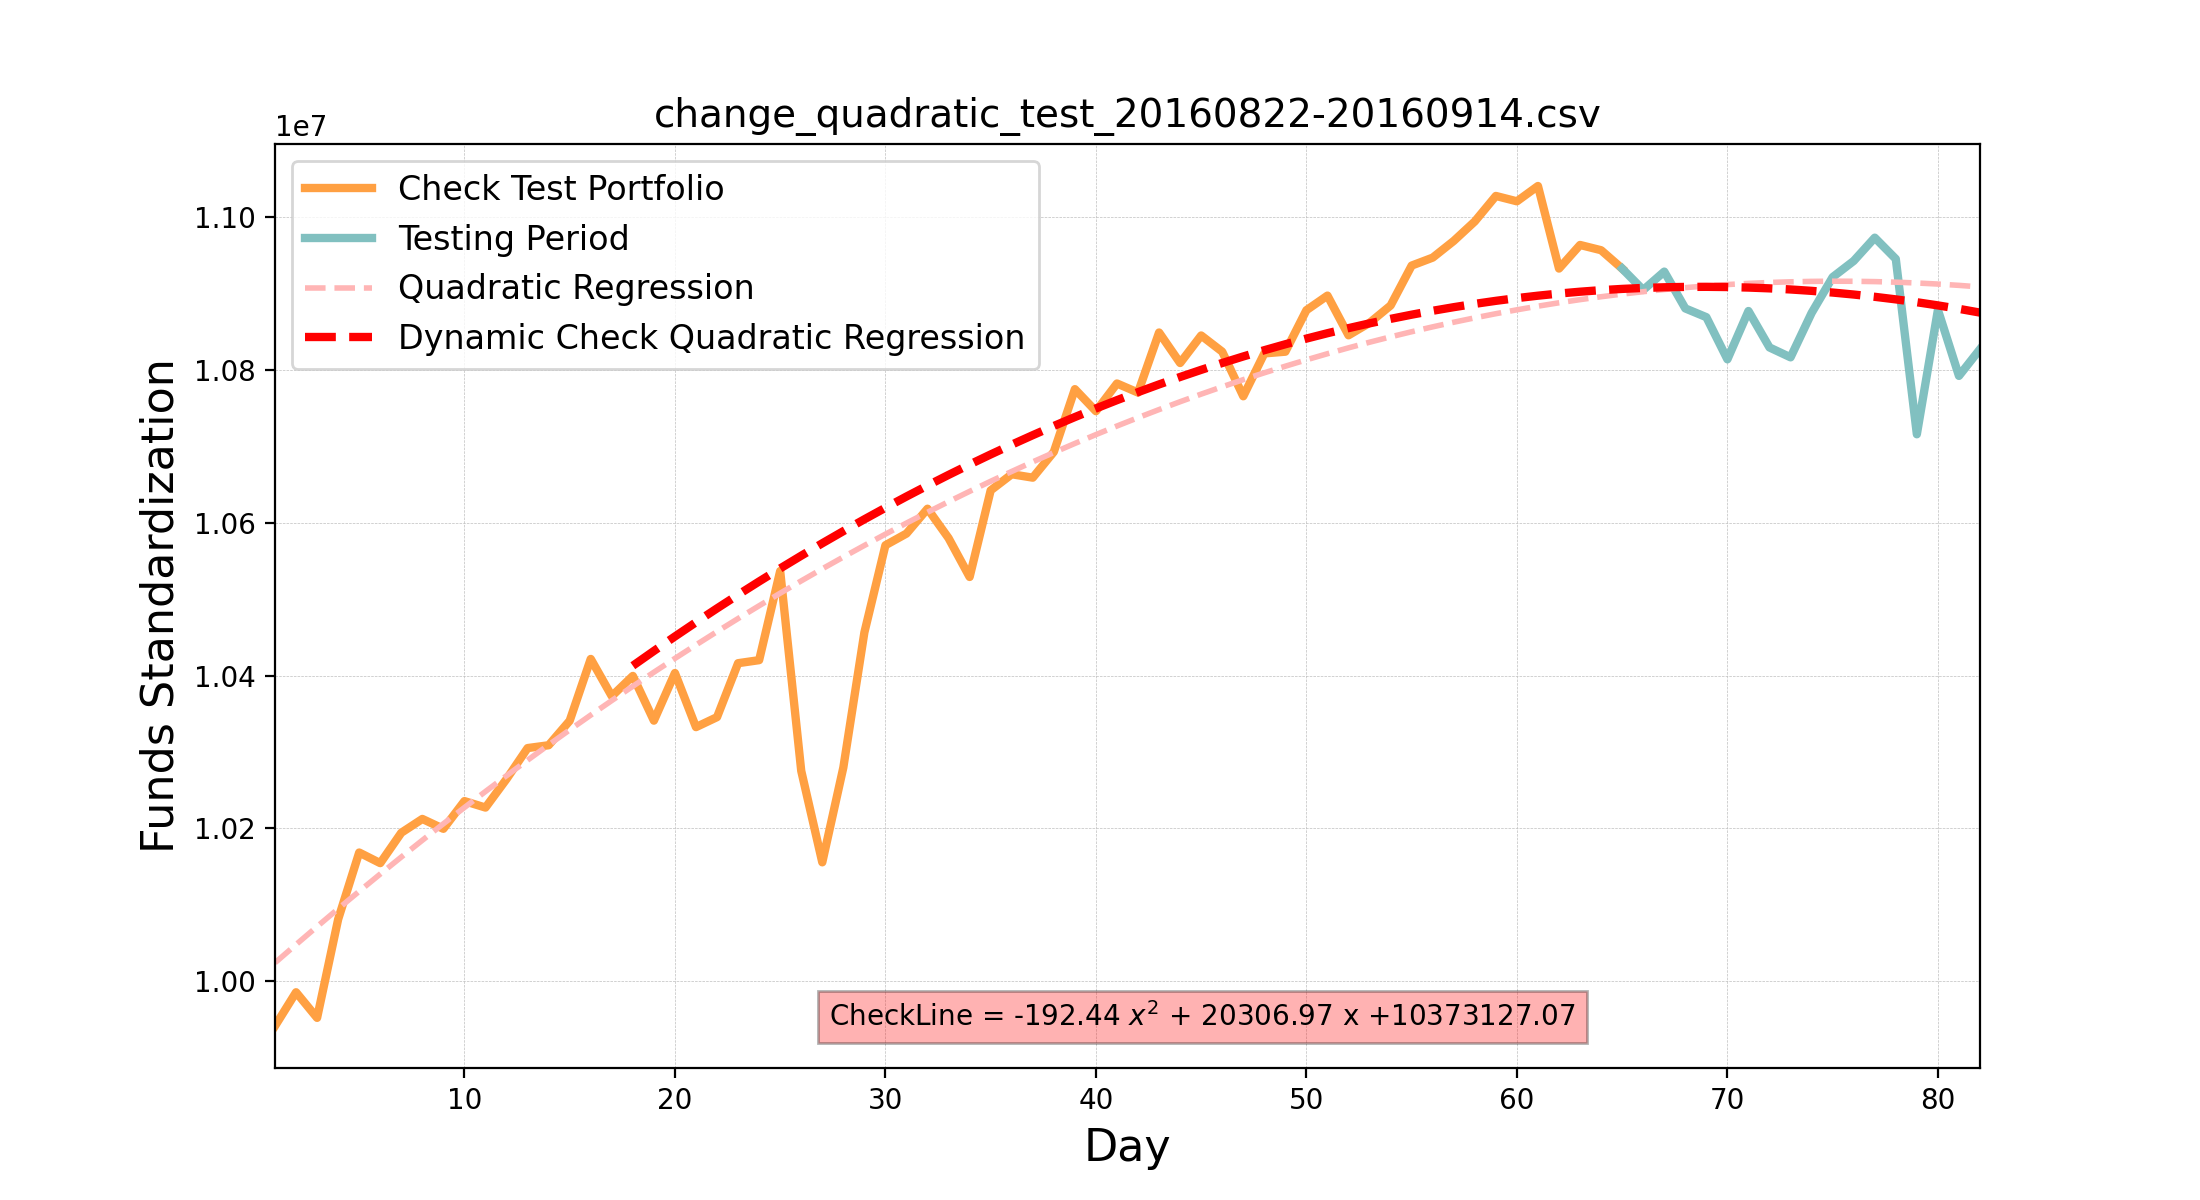 change_quadratic_test_20160822-20160914.csv
1e7
Check Test Portfolio
Testing Period
Quadratic Regression
Dynamic Check Quadratic Regression
1.10
1.08
1.06
1.04
1.02
1.00
Funds Standardization
CheckLine = -192.44 x² + 20306.97 x +10373127.07
10 20 30 40 50 60 70 80
Day